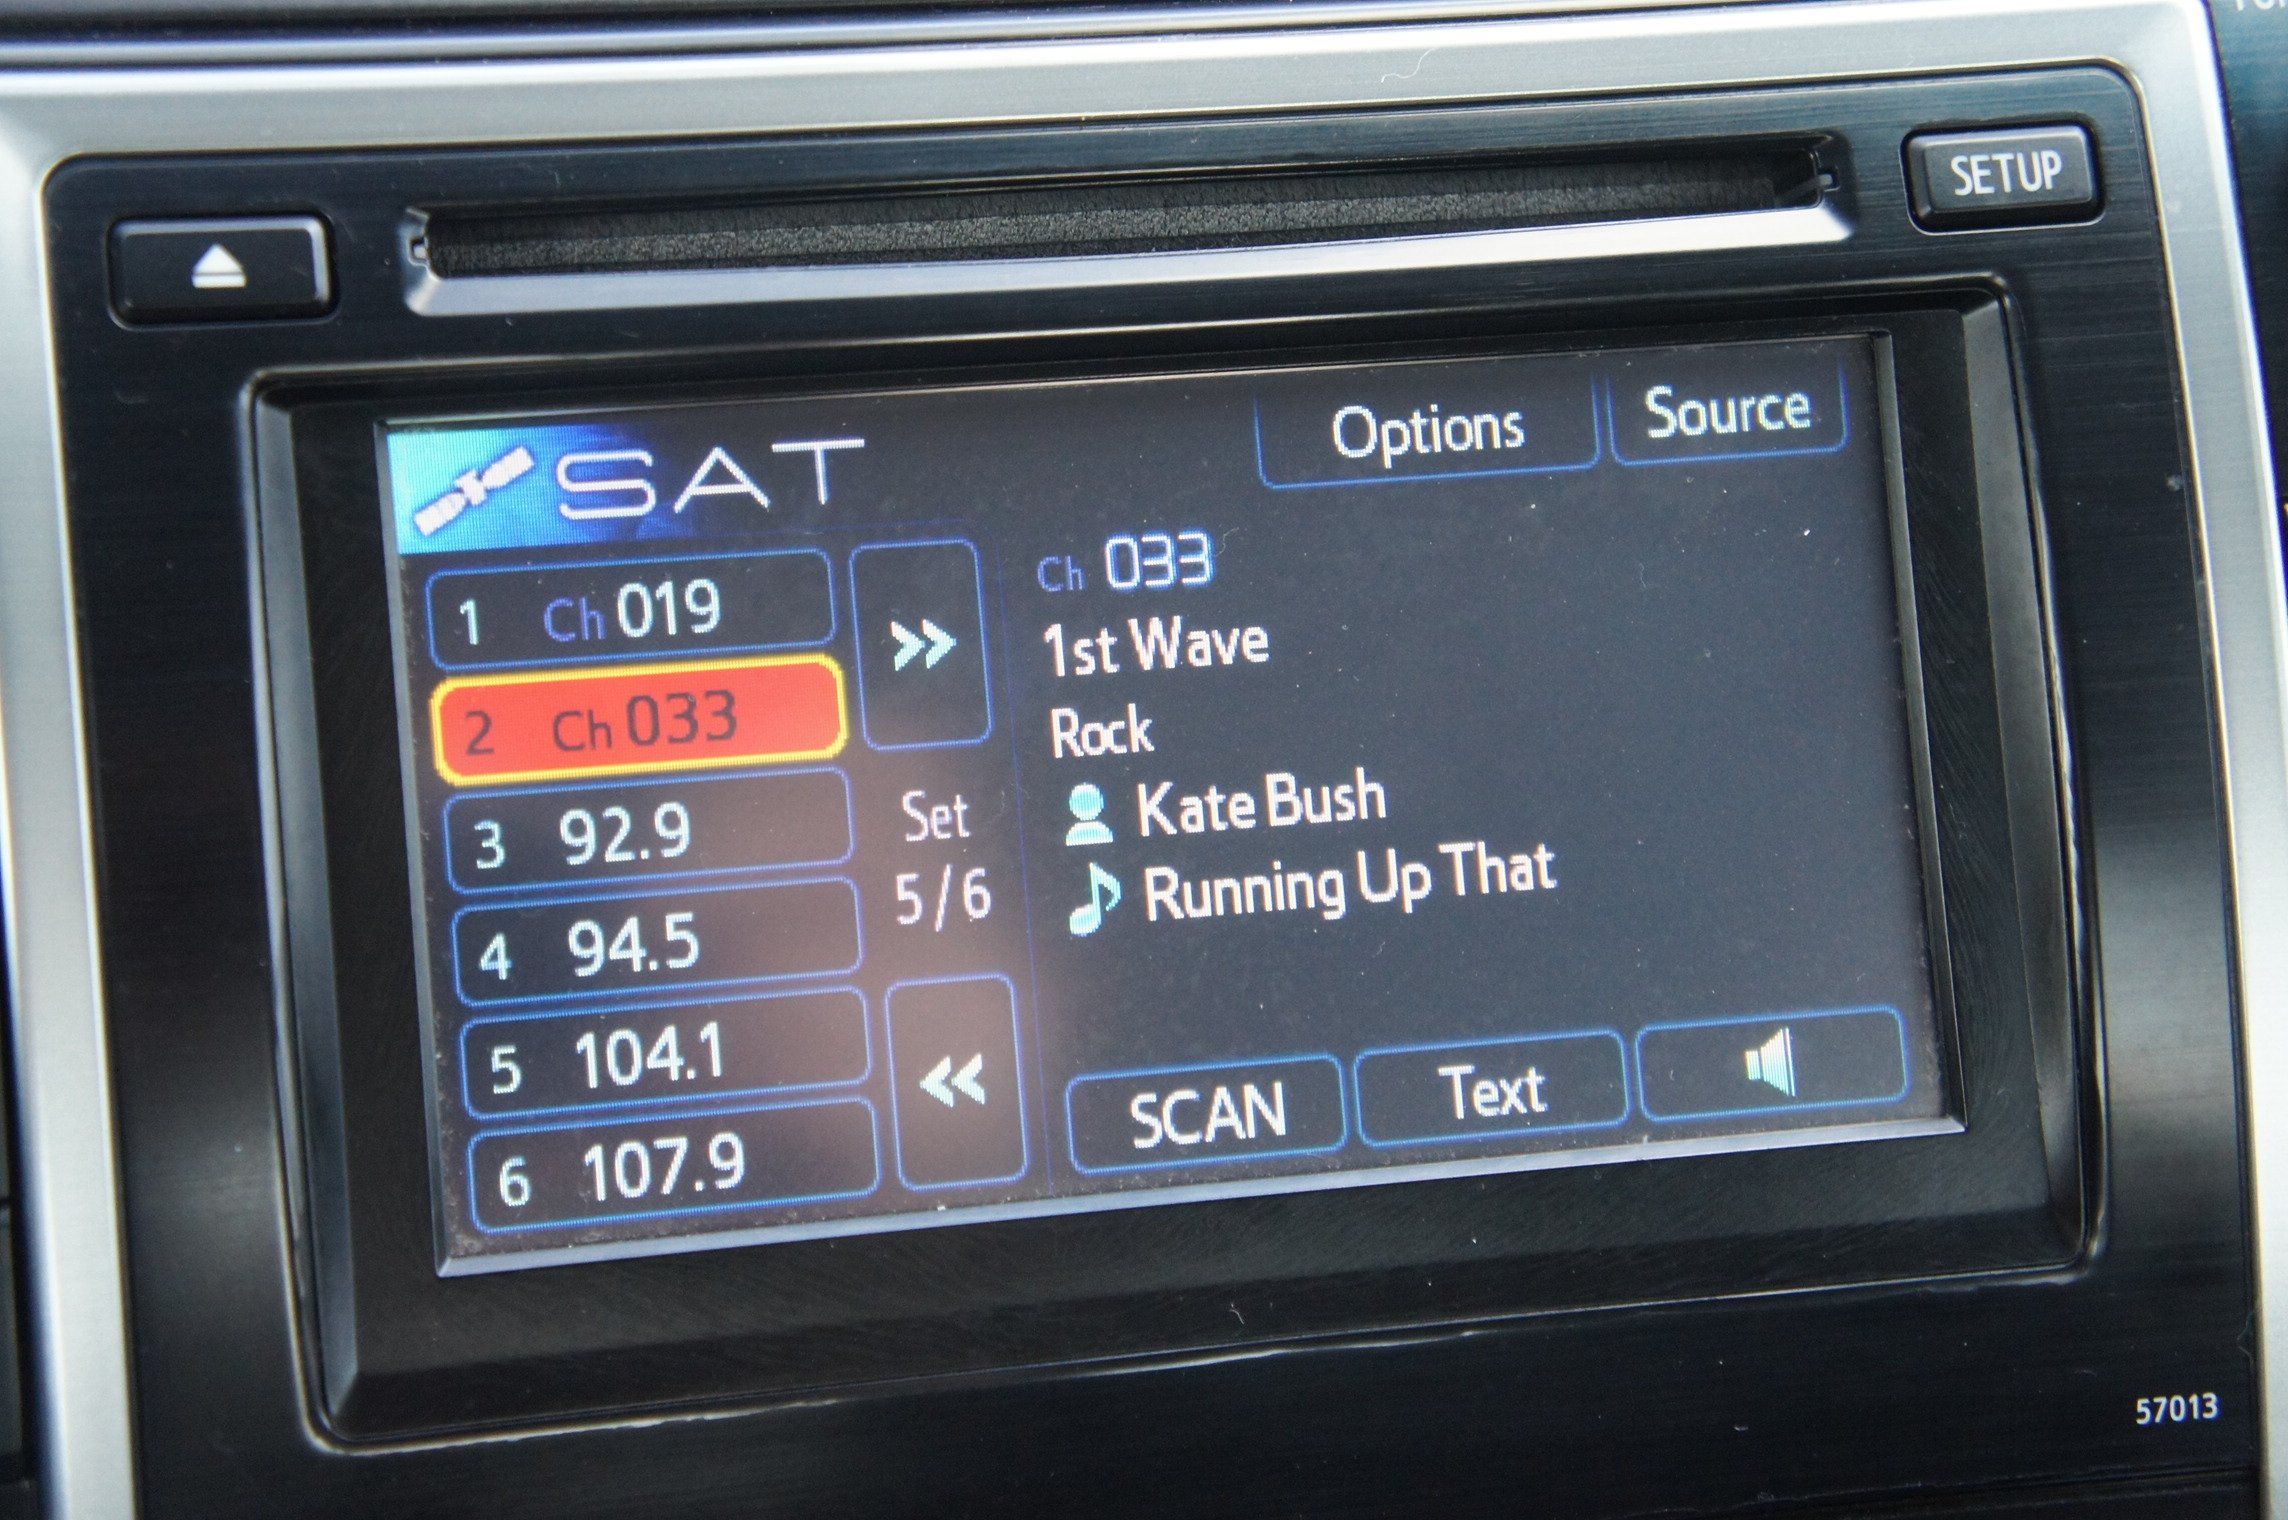 SETUP
SAT
Options
Source
1 Ch 019
2 Ch 033
3 92.9
4 94.5
5 104.1
6 107.9
Set
5/6
Ch 033
1st Wave
Rock
Kate Bush
Running Up That
SCAN
Text
57013